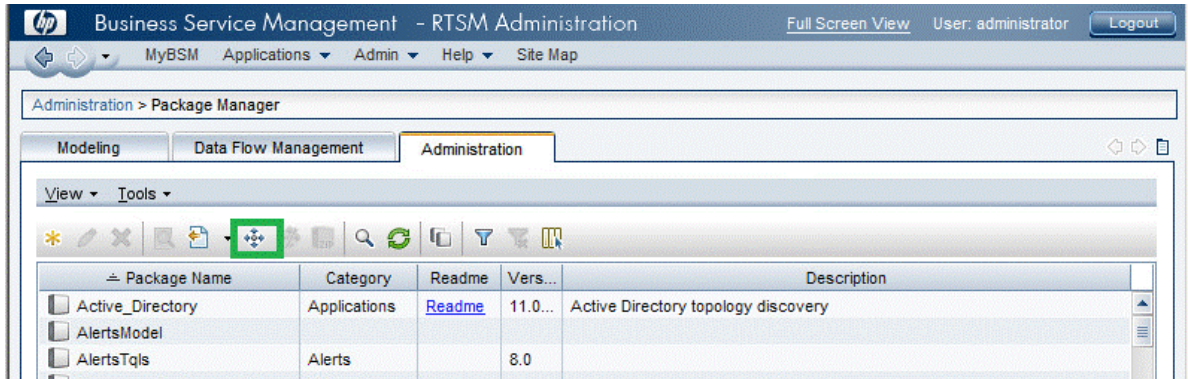 hp Business Service Management - RTSM Administration Full Screen View User: administrator Logout
MyBSM Applications Admin Help Site Map
Administration > Package Manager
Modeling Data Flow Management Administration
View Tools
Package Name Category Readme Vers... Description
Active_Directory Applications Readme 11.0... Active Directory topology discovery
AlertsModel
AlertsTqls Alerts 8.0